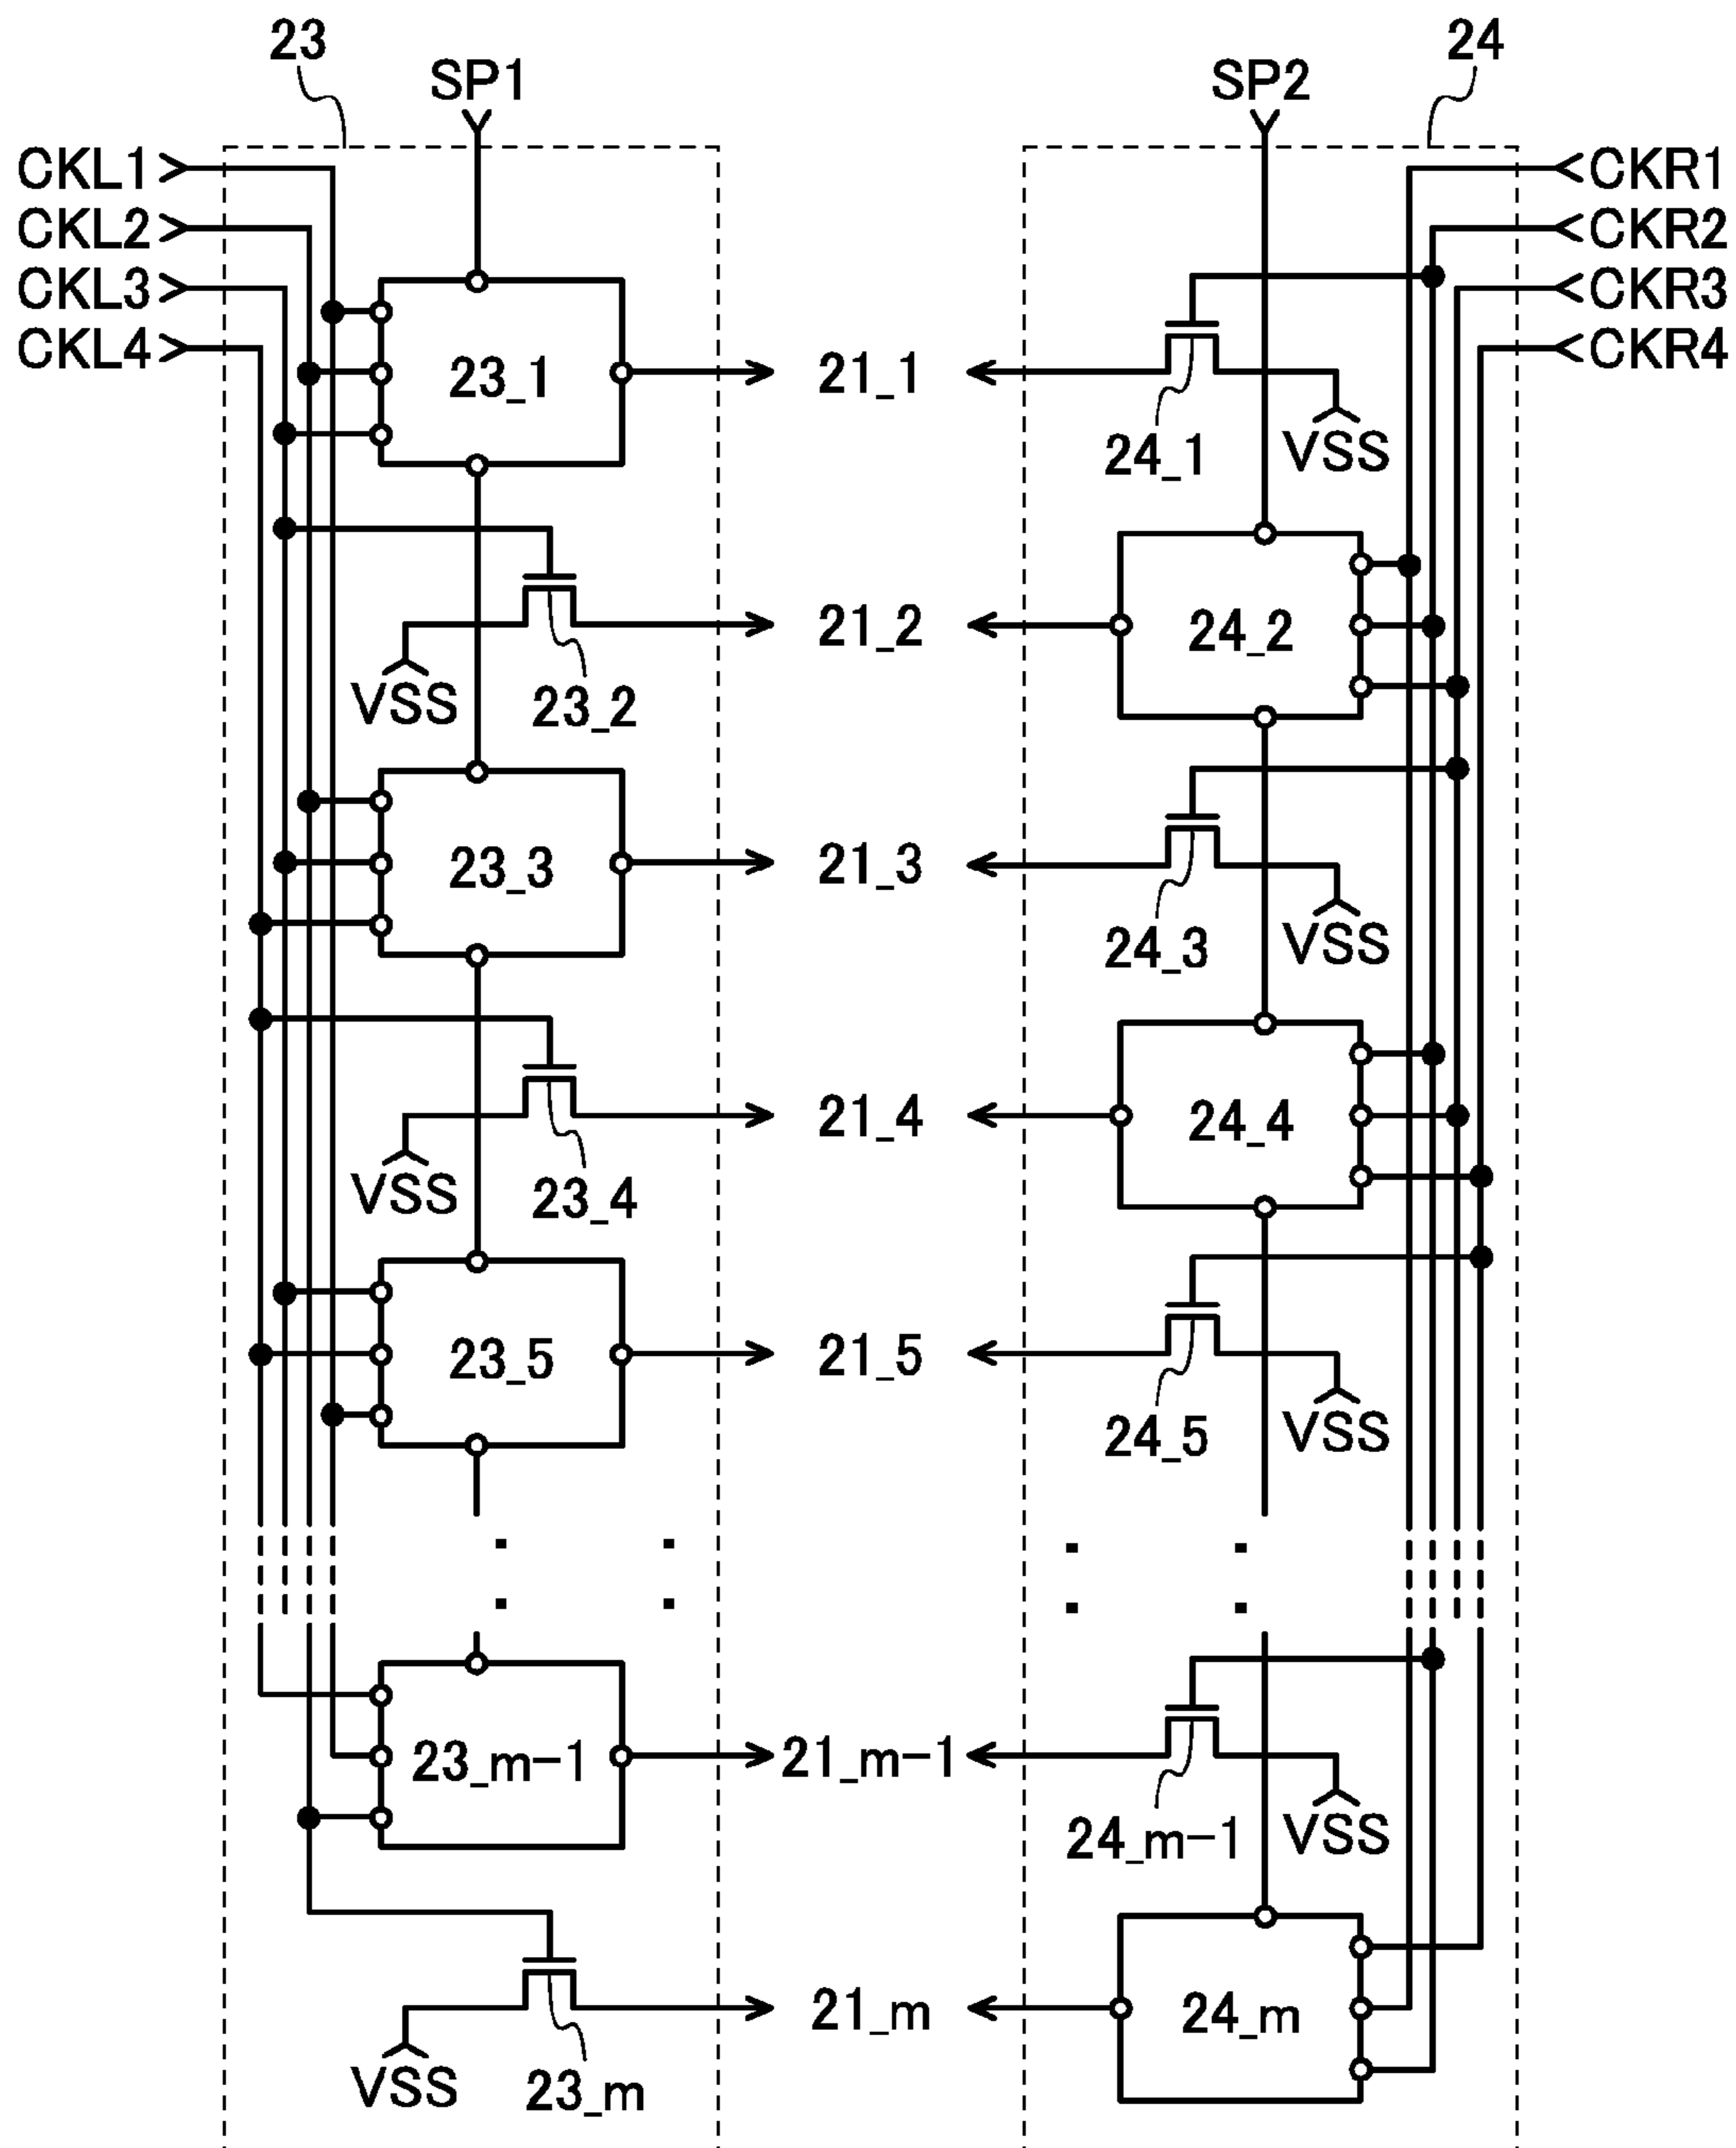 23
24
SP1
SP2
CKL1
CKR1
CKL2
CKR2
CKL3
CKR3
CKL4
CKR4
23_1
21_1
24_1
VSS
21_2
24_2
VSS
23_2
23_3
21_3
24_3
VSS
21_4
24_4
VSS
23_4
23_5
21_5
24_5
VSS
23_m-1
21_m-1
24_m-1
VSS
21_m
24_m
VSS
23_m